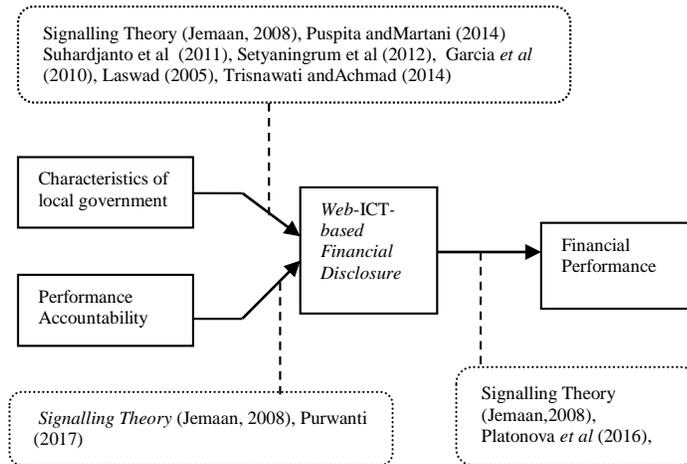 Signalling Theory (Jemaan, 2008), Puspita andMartani (2014)
Suhardjanto et al (2011), Setyaningrum et al (2012), Garcia et al
(2010), Laswad (2005), Trisnawati andAchmad (2014)
Characteristics of
local government
Web-ICT-
based
Financial
Disclosure
Financial
Performance
Performance
Accountability
Signalling Theory (Jemaan, 2008), Purwanti
(2017)
Signalling Theory
(Jemaan,2008),
Platonova et al (2016),